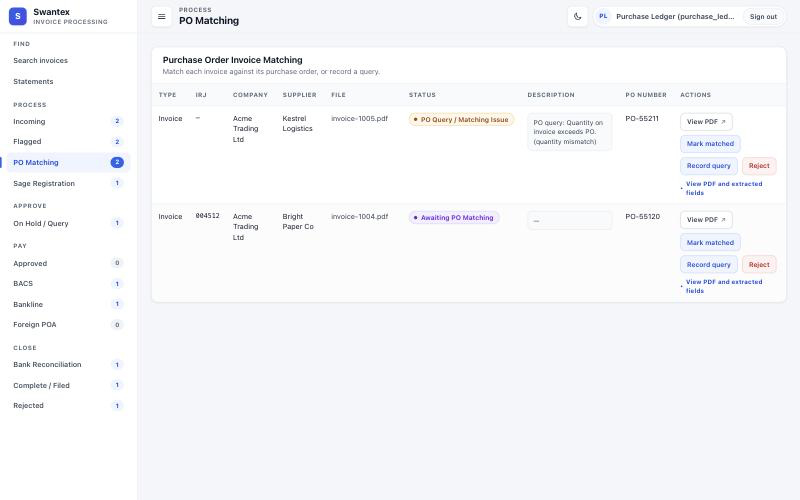 S
Swantex
INVOICE PROCESSING
FIND
Search invoices
Statements
PROCESS
Incoming 2
Flagged 2
PO Matching 2
Sage Registration 1
APPROVE
On Hold / Query 1
PAY
Approved 0
BACS 1
Bankline 1
Foreign POA 0
CLOSE
Bank Reconciliation 1
Complete / Filed 1
Rejected 1
PROCESS
PO Matching
PL Purchase Ledger (purchase_led... Sign out
Purchase Order Invoice Matching
Match each invoice against its purchase order, or record a query.
TYPE IRJ COMPANY SUPPLIER FILE STATUS DESCRIPTION PO NUMBER ACTIONS
Invoice
—
Acme
Trading
Ltd
Kestrel
Logistics
invoice-1005.pdf
PO Query / Matching Issue
PO query: Quantity on
invoice exceeds PO.
(quantity mismatch)
PO-55211
View PDF ↗
Mark matched
Record query Reject
View PDF and extracted
fields
Invoice
004512
Acme
Trading
Ltd
Bright
Paper Co
invoice-1004.pdf
Awaiting PO Matching
—
PO-55120
View PDF ↗
Mark matched
Record query Reject
View PDF and extracted
fields